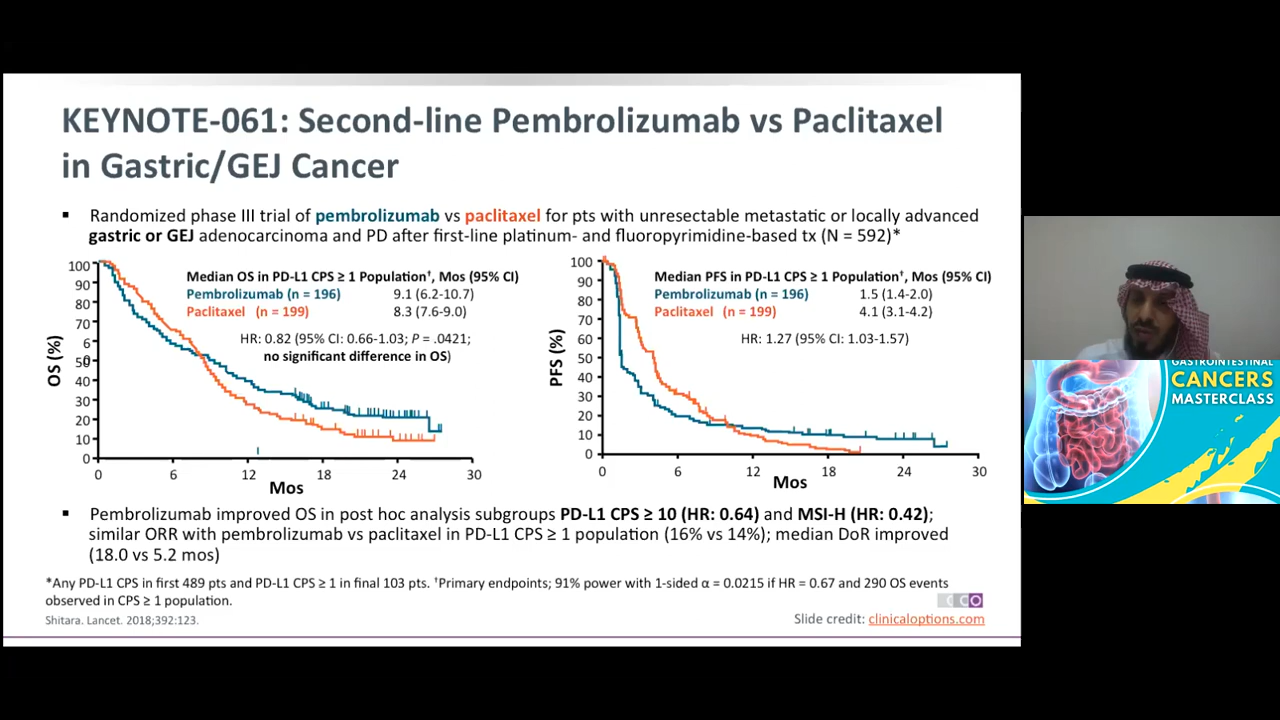 KEYNOTE-061: Second-line Pembrolizumab vs Paclitaxel
in Gastric/GEJ Cancer
▪ Randomized phase III trial of pembrolizumab vs paclitaxel for pts with unresectable metastatic or locally advanced
gastric or GEJ adenocarcinoma and PD after first-line platinum- and fluoropyrimidine-based tx (N = 592)*
Median OS in PD-L1 CPS ≥ 1 Population†, Mos (95% CI)
Pembrolizumab (n = 196) 9.1 (6.2-10.7)
Paclitaxel (n = 199) 8.3 (7.6-9.0)
HR: 0.82 (95% CI: 0.66-1.03; P = .0421;
no significant difference in OS)
OS (%)
100
90
80
70
6
50
40
30
20
10
0
0 6 12 18 24 30
Mos
Median PFS in PD-L1 CPS ≥ 1 Population†, Mos (95% CI)
Pembrolizumab (n = 196) 1.5 (1.4-2.0)
Paclitaxel (n = 199) 4.1 (3.1-4.2)
HR: 1.27 (95% CI: 1.03-1.57)
PFS (%)
100
90
80
70
60
50
40
30
20
10
0
0 6 12 18 24 30
Mos
▪ Pembrolizumab improved OS in post hoc analysis subgroups PD-L1 CPS ≥ 10 (HR: 0.64) and MSI-H (HR: 0.42);
similar ORR with pembrolizumab vs paclitaxel in PD-L1 CPS ≥ 1 population (16% vs 14%); median DoR improved
(18.0 vs 5.2 mos)
*Any PD-L1 CPS in first 489 pts and PD-L1 CPS ≥ 1 in final 103 pts. †Primary endpoints; 91% power with 1-sided α = 0.0215 if HR = 0.67 and 290 OS events
observed in CPS ≥ 1 population.
CCO
Shitara. Lancet. 2018;392:123.
Slide credit: clinicaloptions.com
GASTROINTESTINAL
CANCERS
MASTERCLASS